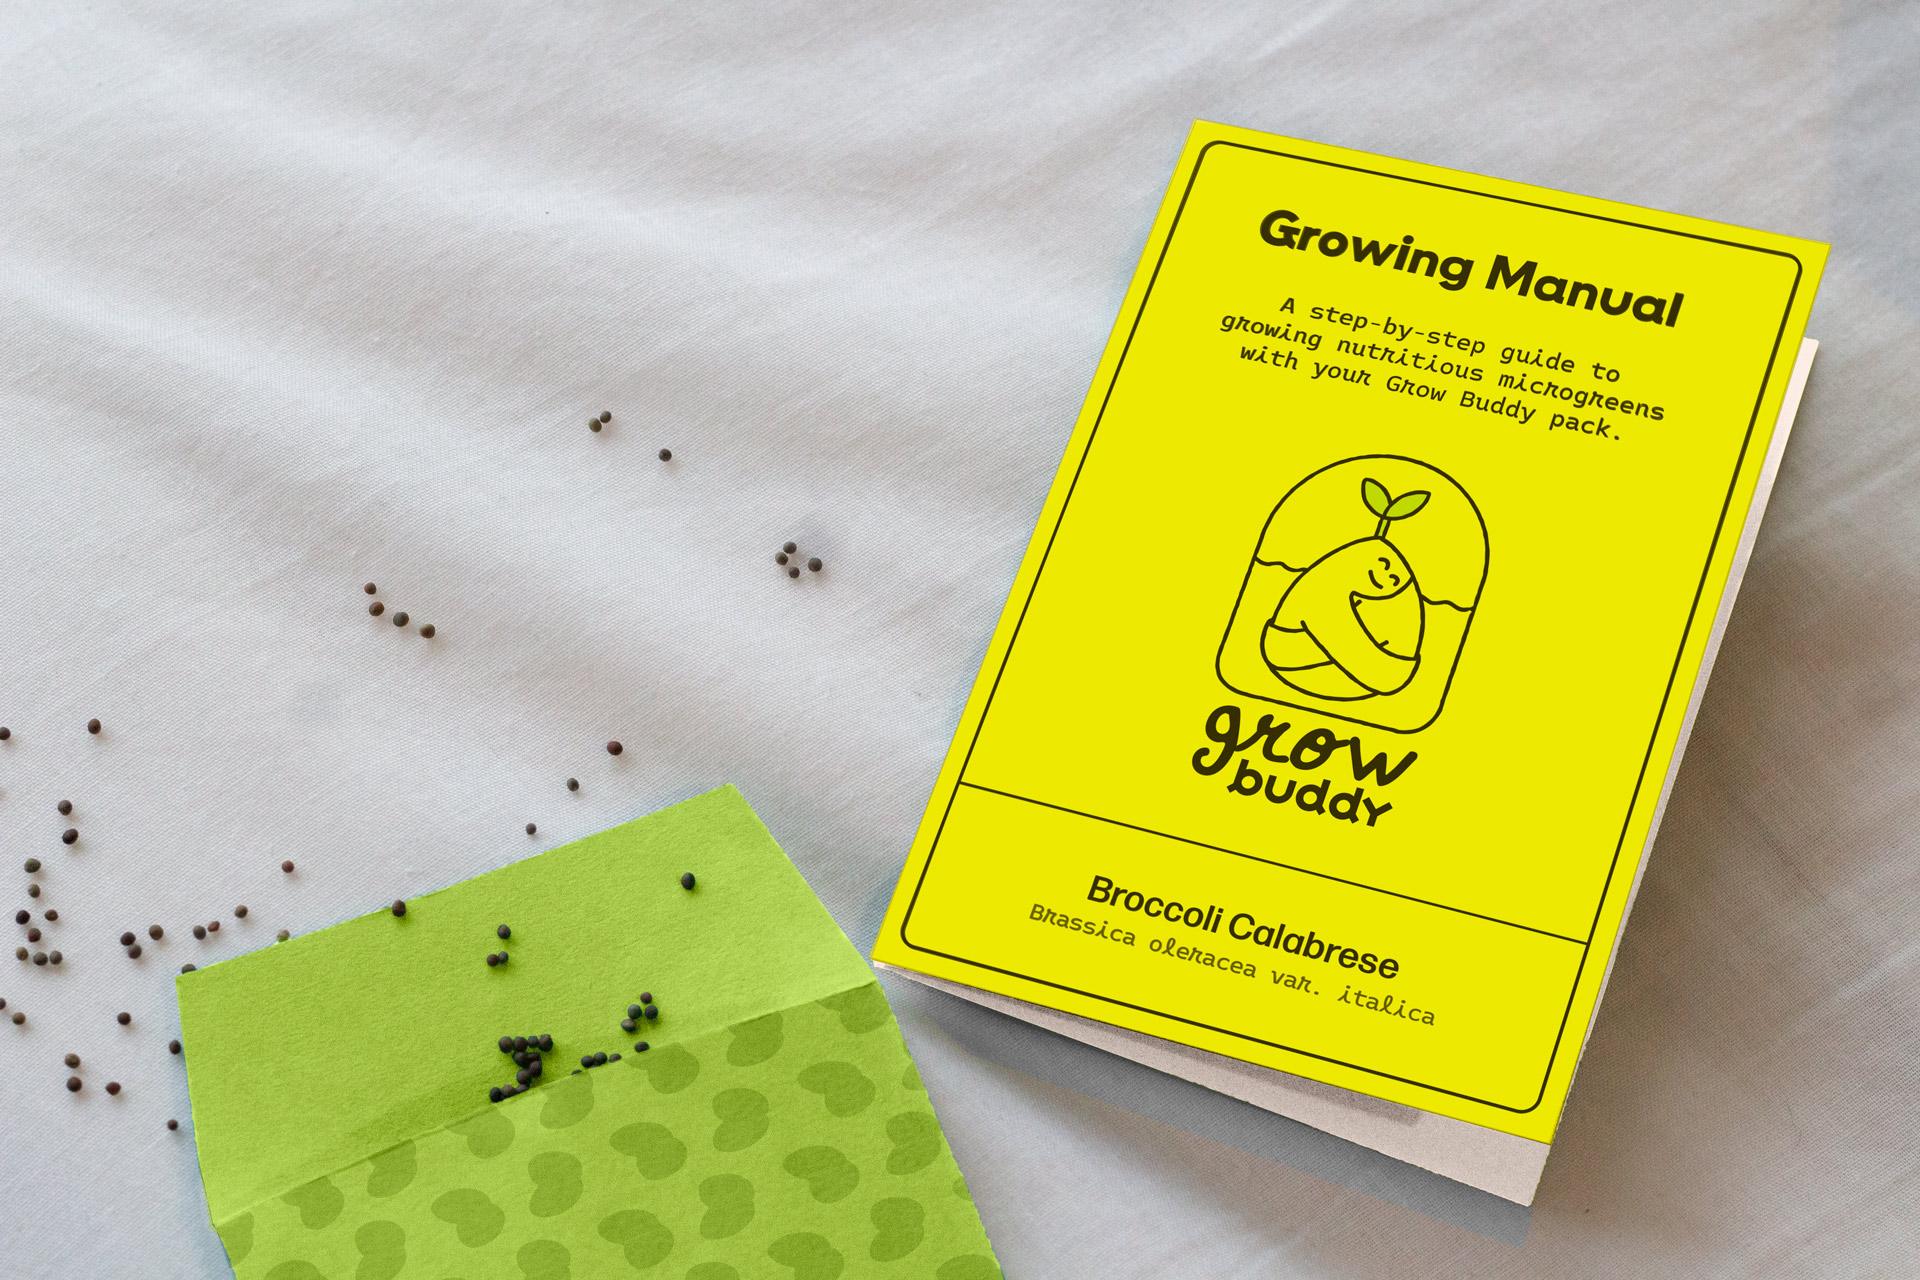 Growing Manual
A step-by-step guide to
growing nutritious microgreens
with your Grow Buddy pack.
grow
buddy
Broccoli Calabrese
Brassica oleracea var. italica